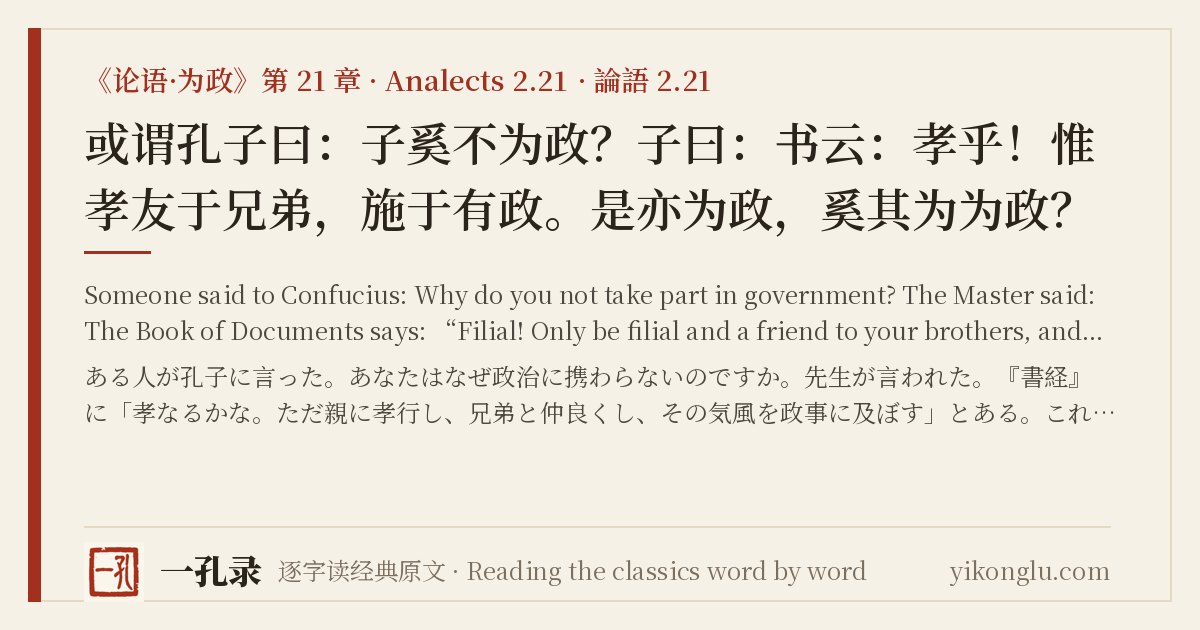 《论语·为政》第 21 章 · Analects 2.21 · 論語 2.21
或谓孔子曰：子奚不为政？子曰：书云：孝乎！惟
孝友于兄弟，施于有政。是亦为政，奚其为为政？
Someone said to Confucius: Why do you not take part in government? The Master said:
The Book of Documents says: “Filial! Only be filial and a friend to your brothers, and…
ある人が孔子に言った。あなたはなぜ政治に携わらないのですか。先生が言われた。『書経』
に「孝なるかな。ただ親に孝行し、兄弟と仲良くし、その気風を政事に及ぼす」とある。これ…
一孔
一孔录 逐字读经典原文 · Reading the classics word by word yikonglu.com